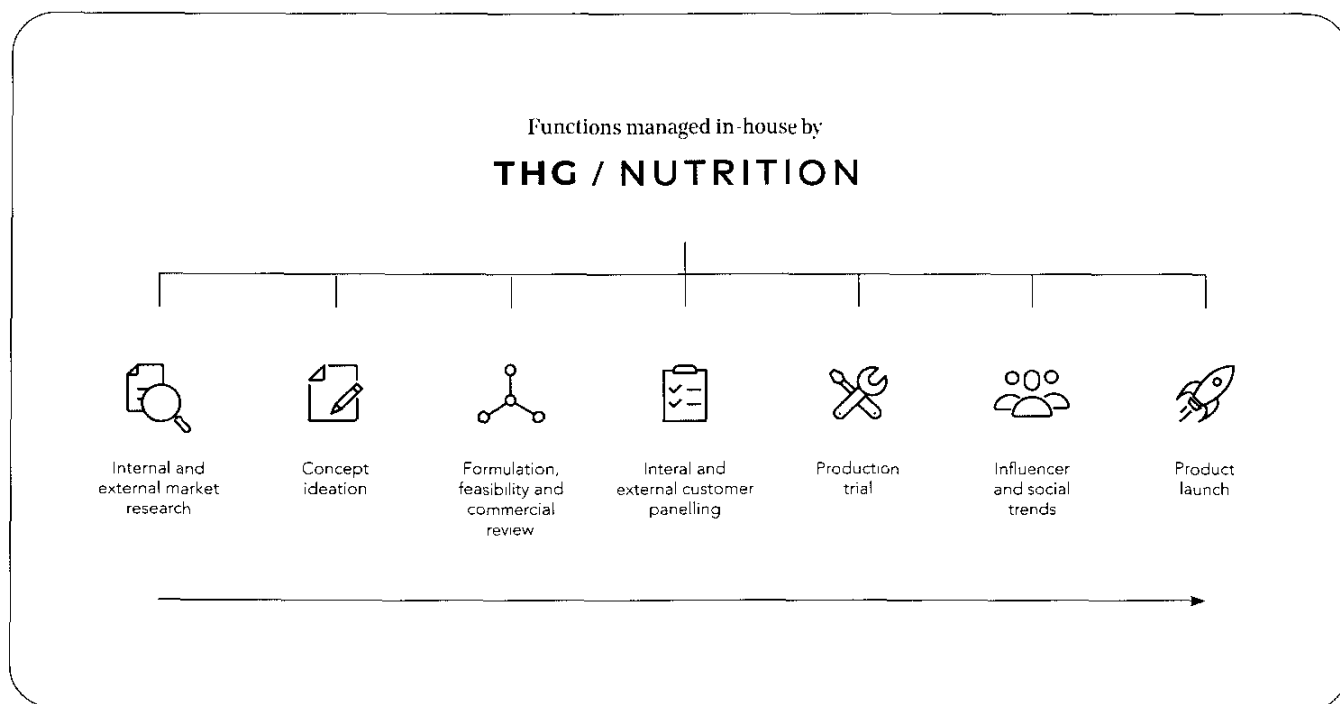 Functions managed in-house by
THG / NUTRITION
Internal and
external market
research
Concept
ideation
Formulation,
feasibility and
commercial
review
Interal and
external customer
panelling
Production
trial
Influencer
and social
trends
Product
launch